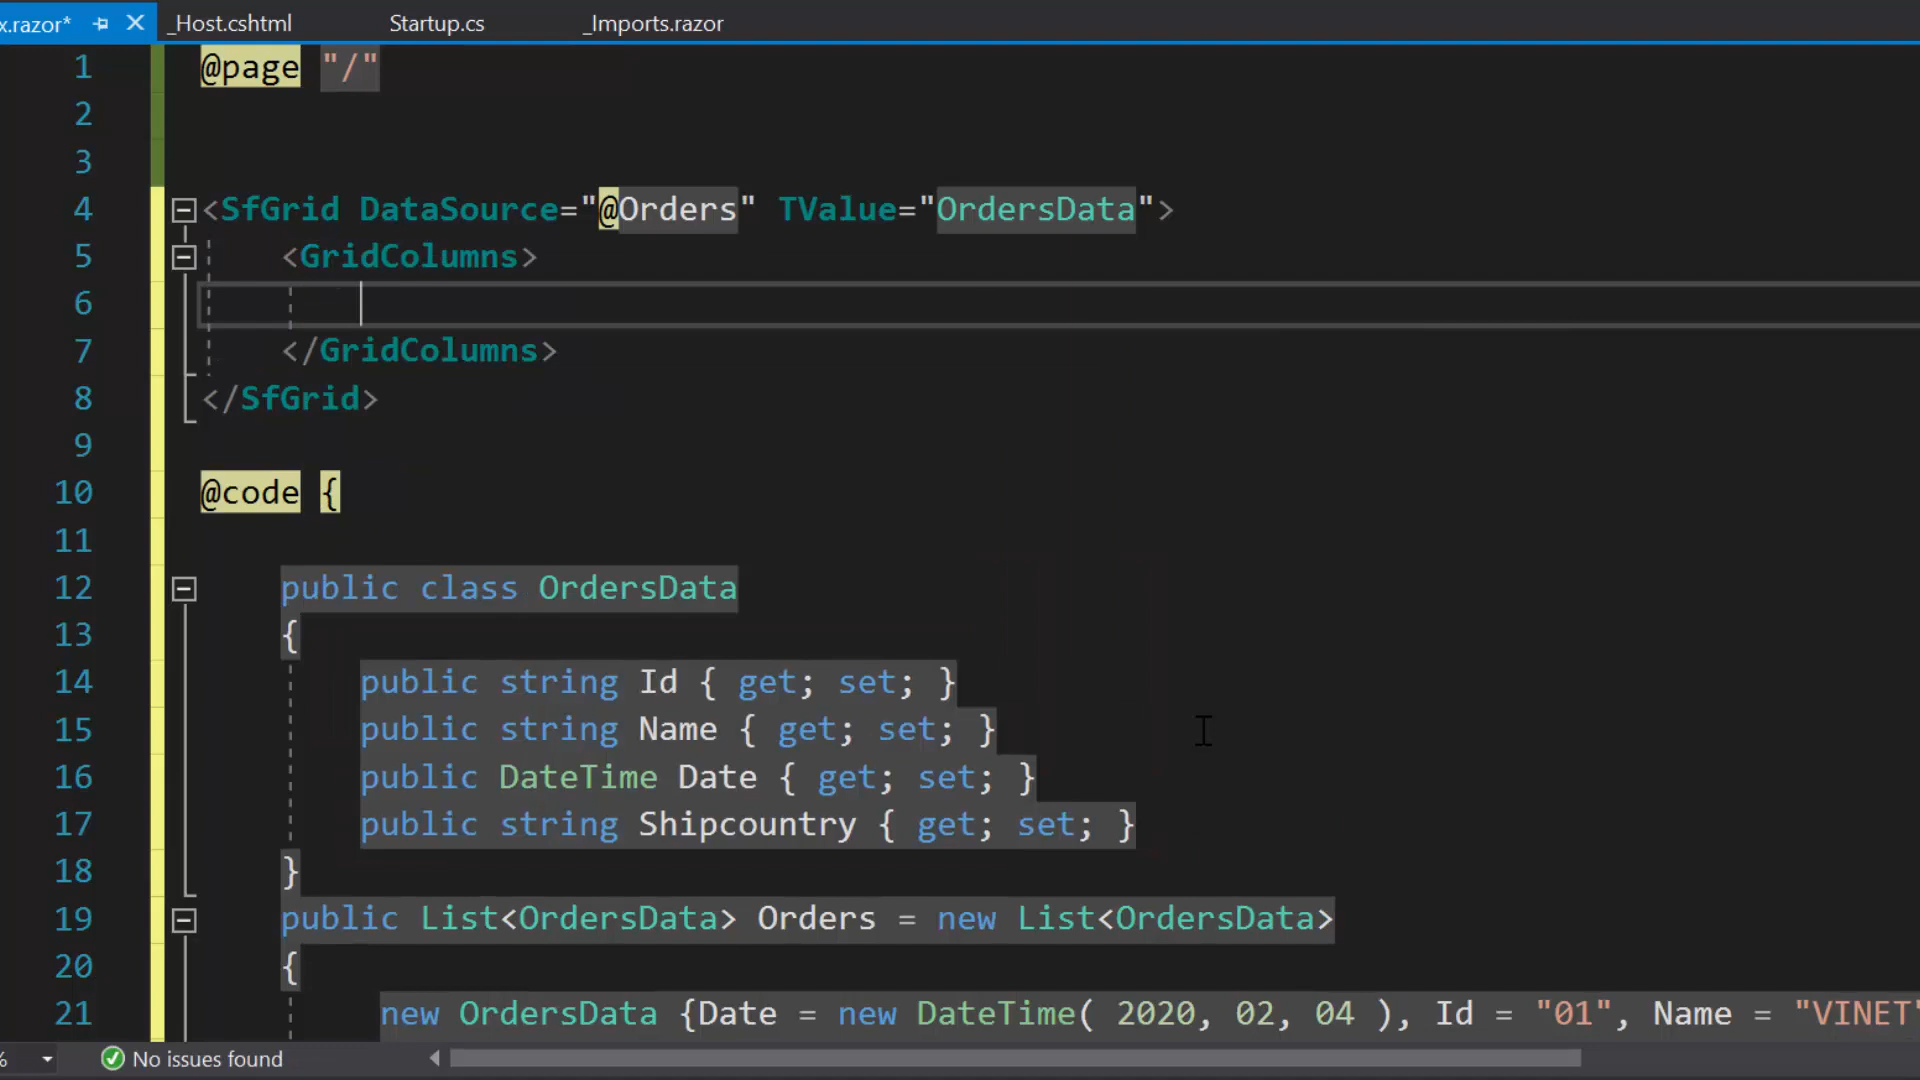 x.razor* _Host.cshtml Startup.cs _Imports.razor
1 @page "/"
2
3
4 <SfGrid DataSource="@Orders" TValue="OrdersData">
5 <GridColumns>
6
7 </GridColumns>
8 </SfGrid>
9
10 @code {
11
12 public class OrdersData
13 {
14 public string Id { get; set; }
15 public string Name { get; set; }
16 public DateTime Date { get; set; }
17 public string Shipcountry { get; set; }
18 }
19 public List<OrdersData> Orders = new List<OrdersData>
20 {
21 new OrdersData {Date = new DateTime( 2020, 02, 04 ), Id = "01", Name = "VINET"
% No issues found